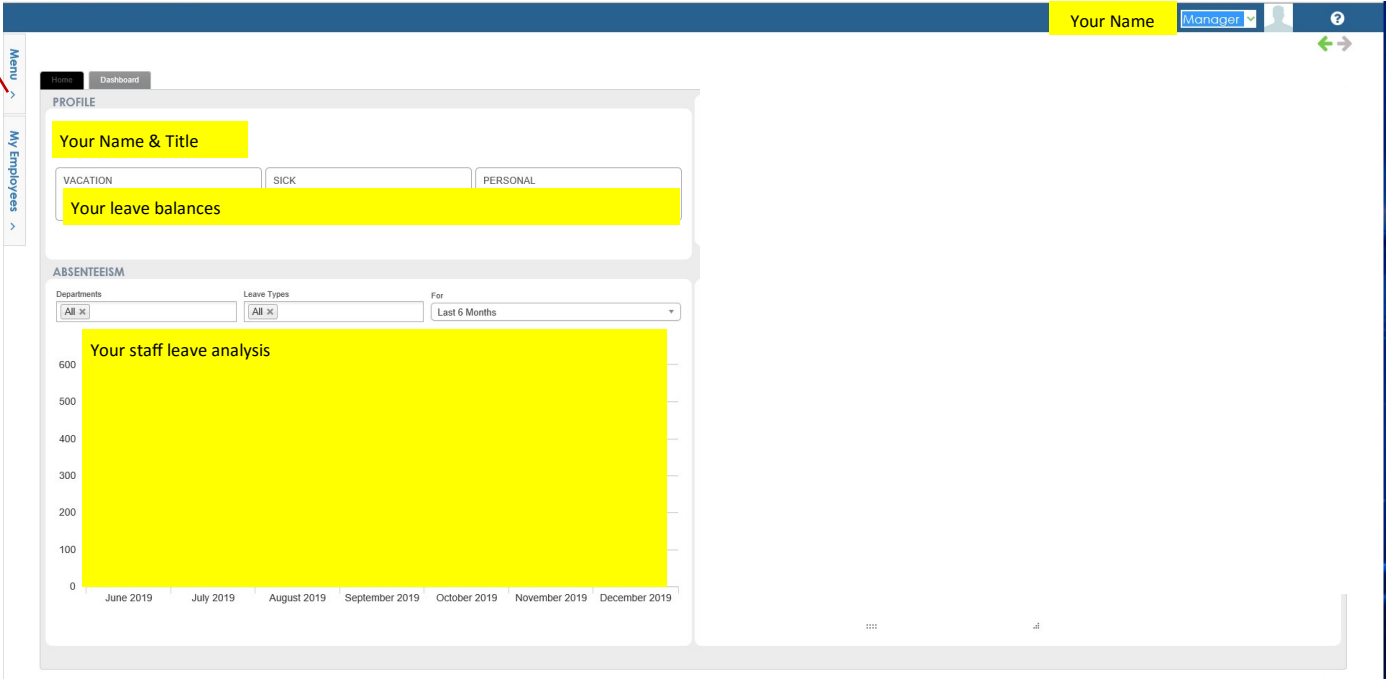 Your Name Manager
Menu
My Employees
Home Dashboard
PROFILE
Your Name & Title
VACATION SICK PERSONAL
Your leave balances
ABSENTEEISM
Departments Leave Types For
All × All × Last 6 Months
Your staff leave analysis
600
500
400
300
200
100
0
June 2019 July 2019 August 2019 September 2019 October 2019 November 2019 December 2019